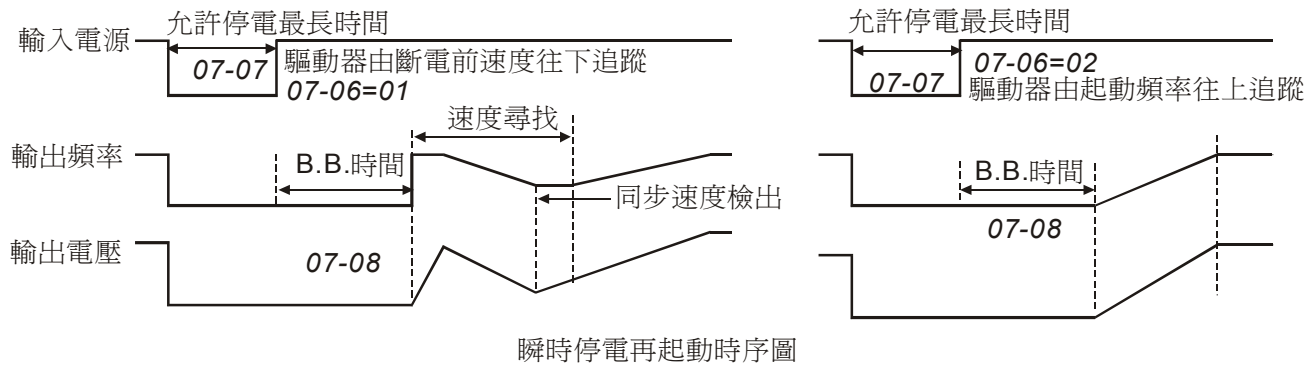 允許停電最長時間
輸入電源
07-07
驅動器由斷電前速度往下追蹤
07-06=01
速度尋找
輸出頻率
B.B.時間
同步速度檢出
輸出電壓
07-08
允許停電最長時間
07-06=02
07-07
驅動器由起動頻率往上追蹤
B.B.時間
07-08
瞬時停電再起動時序圖